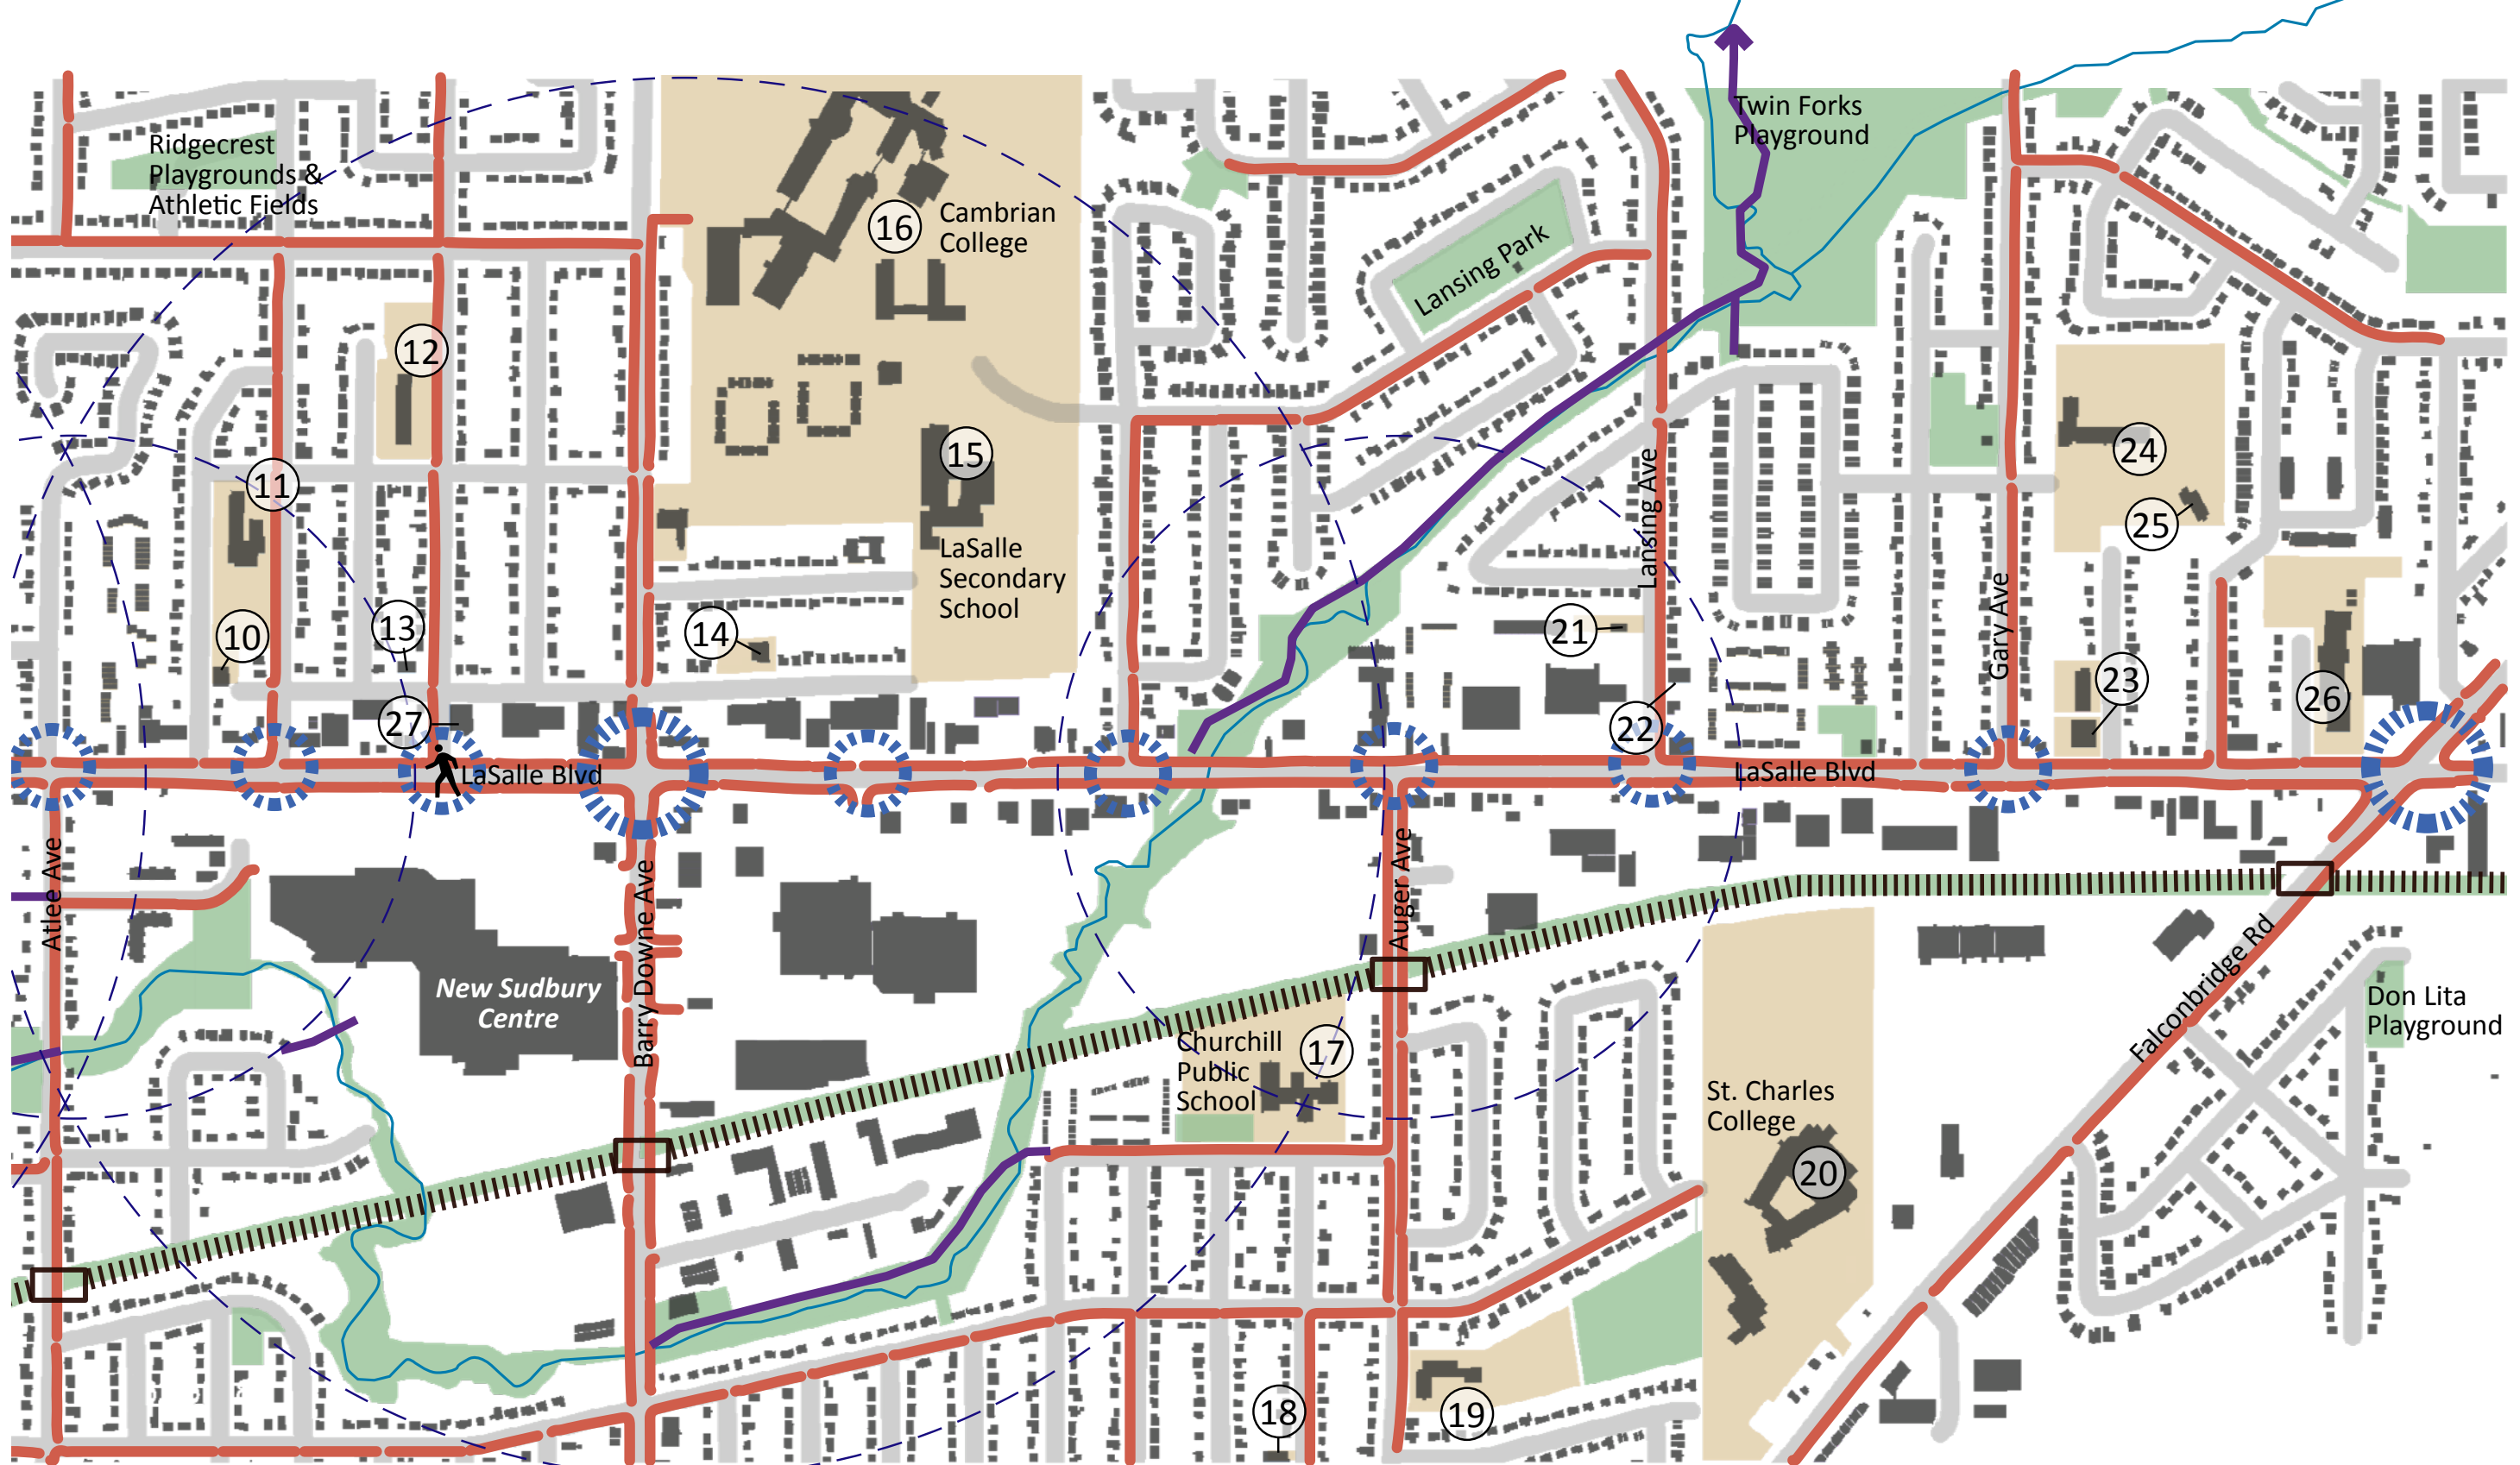 Twin Forks
Playground
Ridgecrest
Playgrounds &
Athletic Fields
16
Cambrian
College
Lansing Park
12
11
15
24
25
Lansing Ave
LaSalle
Secondary
School
10
13
14
21
Gary Ave
23
26
27
22
LaSalle Blvd
LaSalle Blvd
Atlee Ave
Barry Downe Ave
Auger Ave
Falconbridge Rd
New Sudbury
Centre
Don Lita
Playground
Churchill
Public
School
17
St. Charles
College
20
18
19